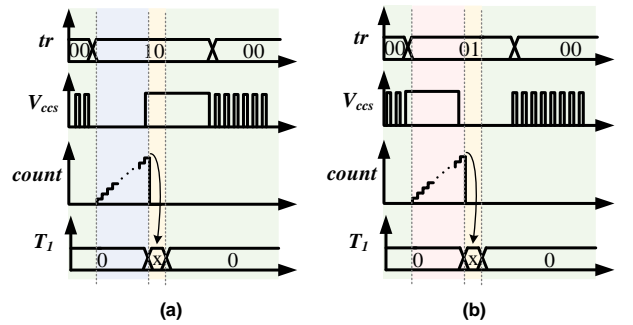 tr 00 10 00
V_ccs
count
T_1 0 x 0
(a)
tr 00 01 00
V_ccs
count
T_1 0 x 0
(b)